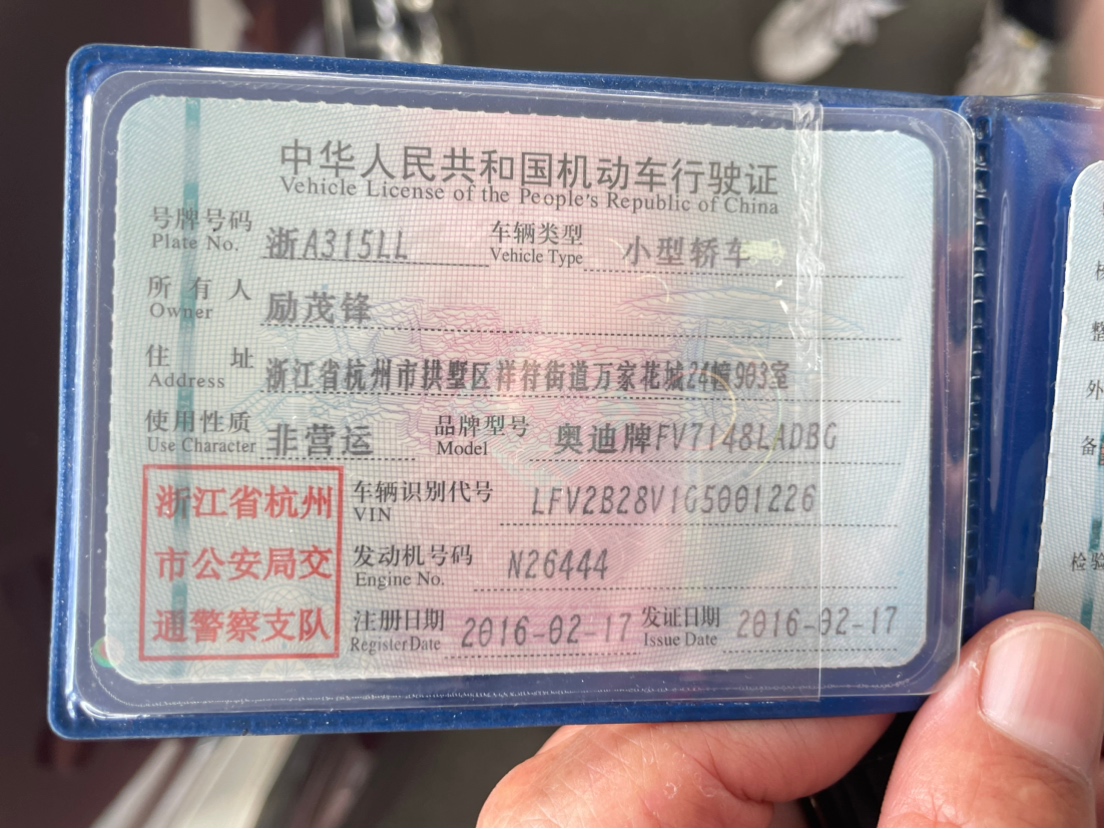 中华人民共和国机动车行驶证
Vehicle License of the People's Republic of China
号牌号码 浙A315LL 车辆类型 小型轿车
Plate No. Vehicle Type
所有人 励茂锋
Owner
住址 浙江省杭州市拱墅区祥符街道万家花城24幢903室
Address
使用性质 非营运 品牌型号 奥迪牌FV7148LADBG
Use Character Model
浙江省杭州
市公安局交
通警察支队
车辆识别代号 LFV2B28V1G5001226
VIN
发动机号码 N26444
Engine No.
注册日期 2016-02-17 发证日期 2016-02-17
Register Date Issue Date
外
备
检验